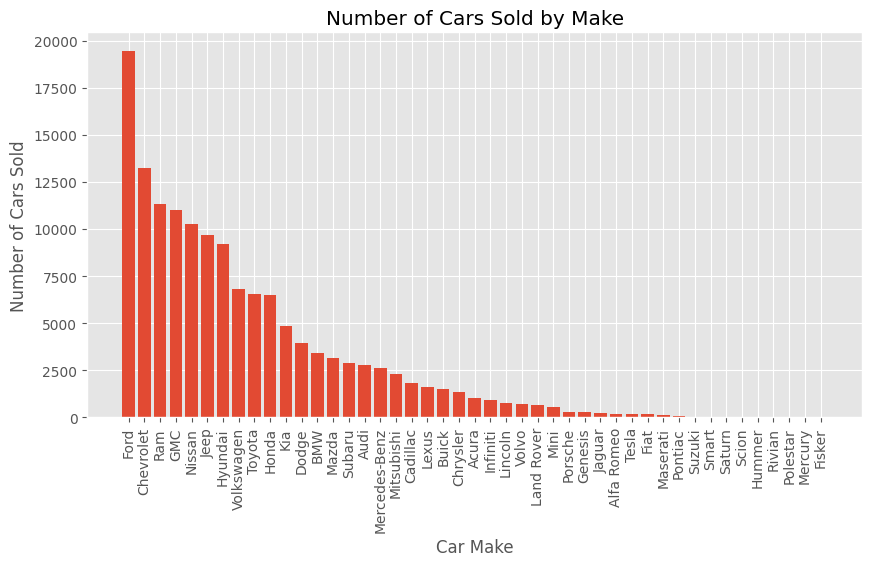 Number of Cars Sold by Make
Number of Cars Sold
20000
17500
15000
12500
10000
7500
5000
2500
0
Ford
Chevrolet
Ram
GMC
Nissan
Jeep
Hyundai
Volkswagen
Toyota
Honda
Kia
Dodge
BMW
Mazda
Subaru
Audi
Mercedes-Benz
Mitsubishi
Cadillac
Lexus
Buick
Chrysler
Acura
Infiniti
Lincoln
Volvo
Land Rover
Mini
Porsche
Genesis
Jaguar
Alfa Romeo
Tesla
Fiat
Maserati
Pontiac
Suzuki
Smart
Saturn
Scion
Hummer
Rivian
Polestar
Mercury
Fisker
Car Make